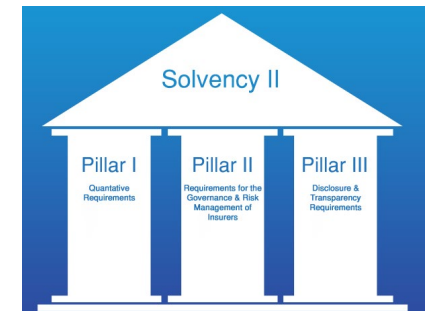 Solvency II
Pillar I
Quantative
Requirements
Pillar II
Requirements for the
Governance & Risk
Management of
Insurers
Pillar III
Disclosure &
Transparency
Requirements